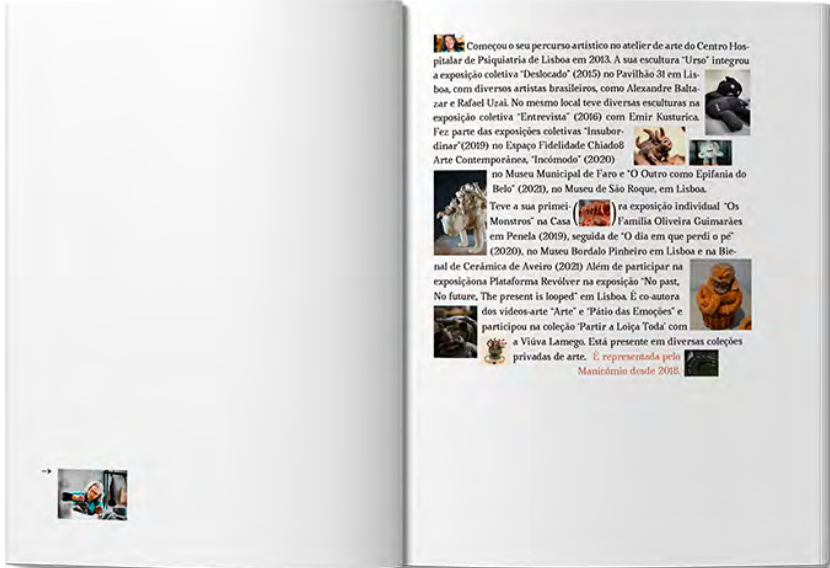 Começou o seu percurso artístico no atelier de arte do Centro Hos-
pitalar de Psiquiatria de Lisboa em 2013. A sua escultura "Urso" integrou
a exposição coletiva "Deslocado" (2015) no Pavilhão 31 em Lis-
boa, com diversos artistas brasileiros, como Alexandre Balta-
zar e Rafael Uzai. No mesmo local teve diversas esculturas na
exposição coletiva "Entrevista" (2016) com Emir Kusturica.
Fez parte das exposições coletivas "Insubor-
dinar"(2019) no Espaço Fidelidade Chiado8
Arte Contemporânea, "Incómodo" (2020)
no Museu Municipal de Faro e "O Outro como Epifania do
Belo" (2021), no Museu de São Roque, em Lisboa.
Teve a sua primei- ( ) ra exposição individual "Os
Monstros" na Casa Família Oliveira Guimarães
em Penela (2019), seguida de "O dia em que perdi o pé"
(2020), no Museu Bordalo Pinheiro em Lisboa e na Bie-
nal de Cerâmica de Aveiro (2021) Além de participar na
exposiçãona Plataforma Revólver na exposição "No past,
No future, The present is looped" em Lisboa. É co-autora
dos vídeos-arte "Arte" e "Pátio das Emoções" e
participou na coleção 'Partir a Loiça Toda' com
a Viúva Lamego. Está presente em diversas coleções
privadas de arte. É representada pelo
Manicómio desde 2018.